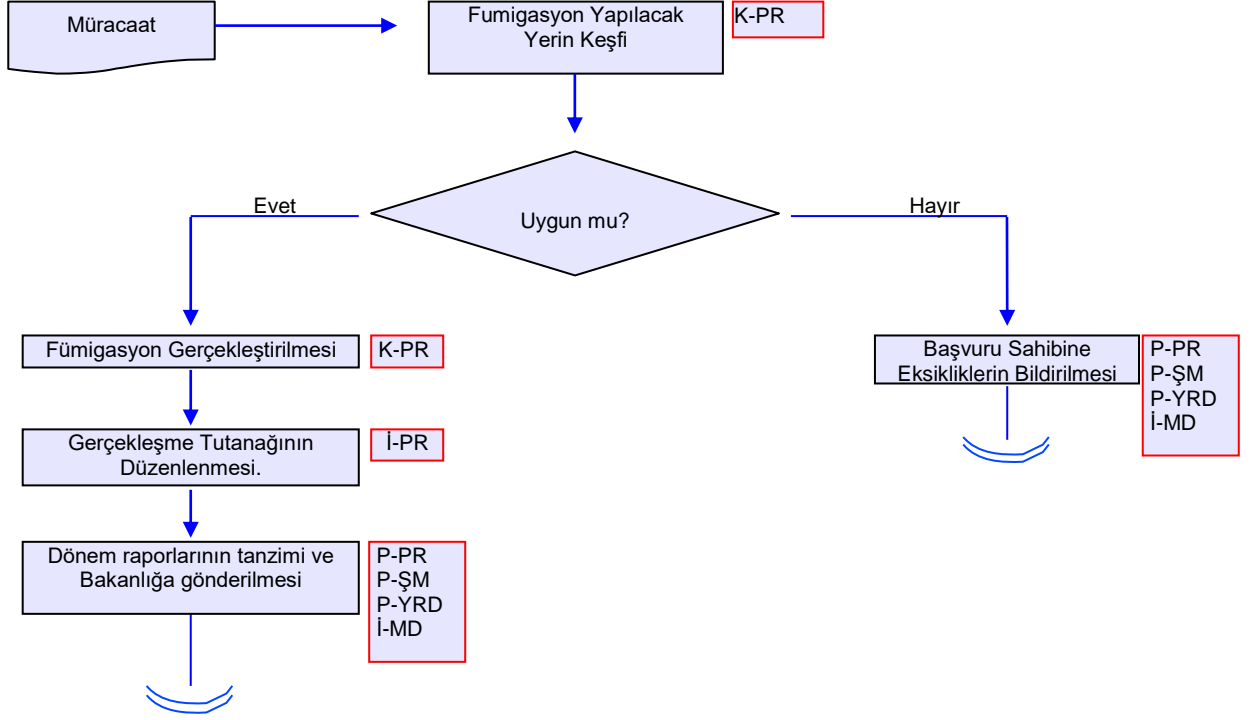 Müracaat
Fumigasyon Yapılacak
Yerin Keşfi
K-PR
Uygun mu?
Evet
Hayır
Fümigasyon Gerçekleştirilmesi
K-PR
Başvuru Sahibine
Eksikliklerin Bildirilmesi
P-PR
P-ŞM
P-YRD
İ-MD
Gerçekleşme Tutanağının
Düzenlenmesi.
İ-PR
Dönem raporlarının tanzimi ve
Bakanlığa gönderilmesi
P-PR
P-ŞM
P-YRD
İ-MD